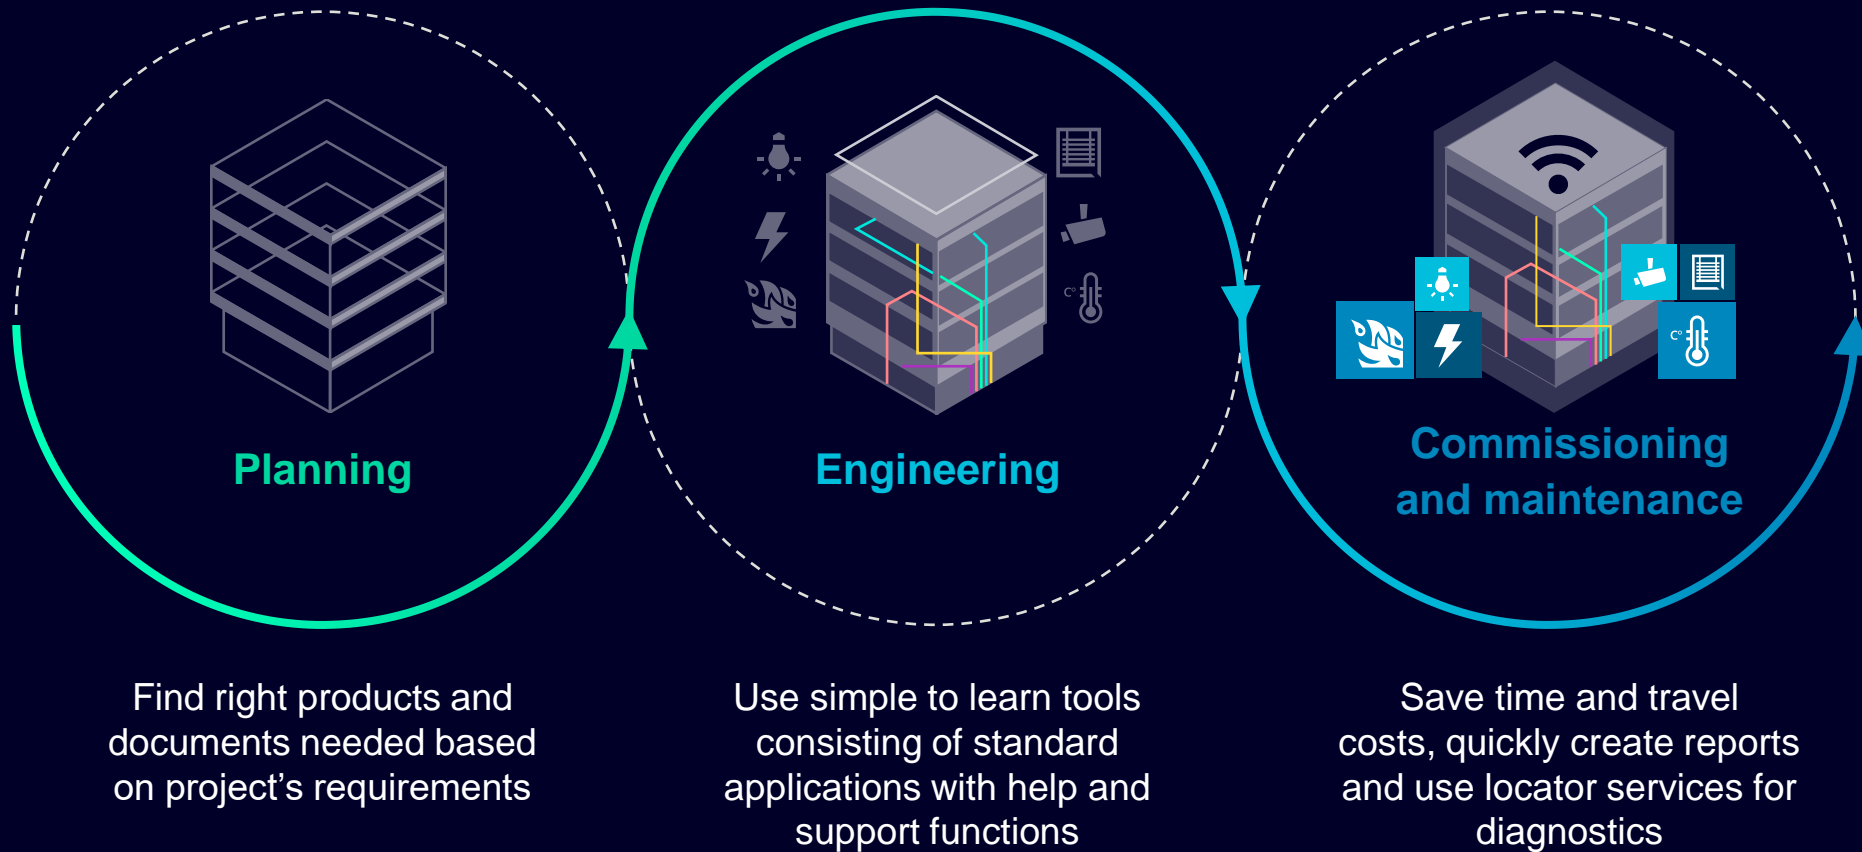 C°
C°
Planning
Engineering
Commissioning
and maintenance
Find right products and
documents needed based
on project’s requirements
Use simple to learn tools
consisting of standard
applications with help and
support functions
Save time and travel
costs, quickly create reports
and use locator services for
diagnostics